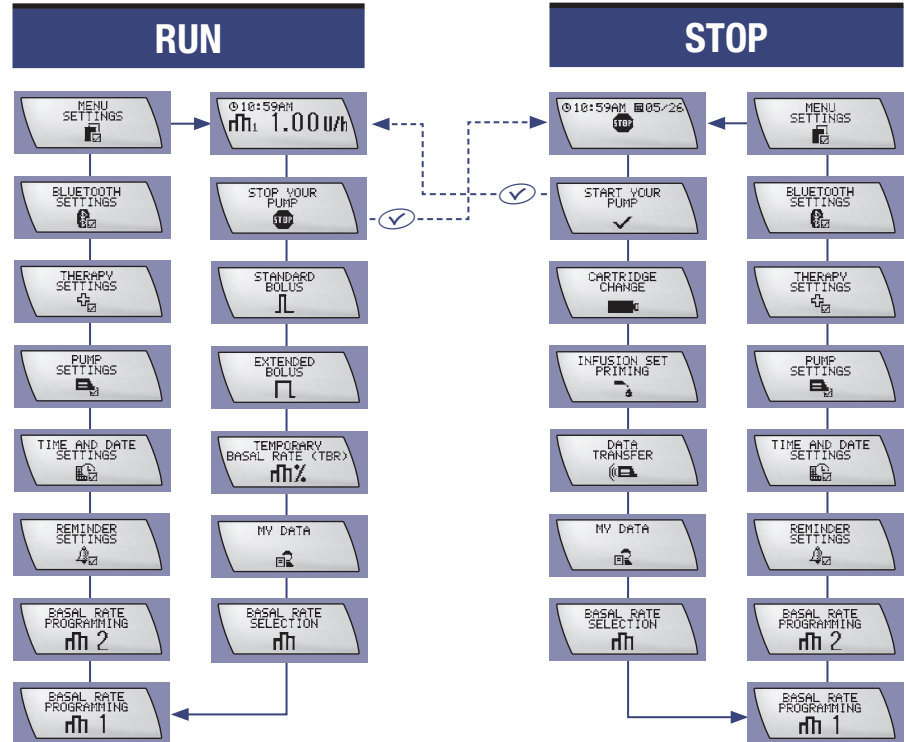 RUN
MENU
SETTINGS
BLUETOOTH
SETTINGS
THERAPY
SETTINGS
PUMP
SETTINGS
TIME AND DATE
SETTINGS
REMINDER
SETTINGS
BASAL RATE
PROGRAMMING
2
BASAL RATE
PROGRAMMING
1
10:59AM
1 1.00 U/h
STOP YOUR
PUMP
STOP
STANDARD
BOLUS
EXTENDED
BOLUS
TEMPORARY
BASAL RATE (TBR)
%
MY DATA
BASAL RATE
SELECTION
STOP
10:59AM 05/26
STOP
START YOUR
PUMP
CARTRIDGE
CHANGE
INFUSION SET
PRIMING
DATA
TRANSFER
MY DATA
BASAL RATE
SELECTION
MENU
SETTINGS
BLUETOOTH
SETTINGS
THERAPY
SETTINGS
PUMP
SETTINGS
TIME AND DATE
SETTINGS
REMINDER
SETTINGS
BASAL RATE
PROGRAMMING
2
BASAL RATE
PROGRAMMING
1